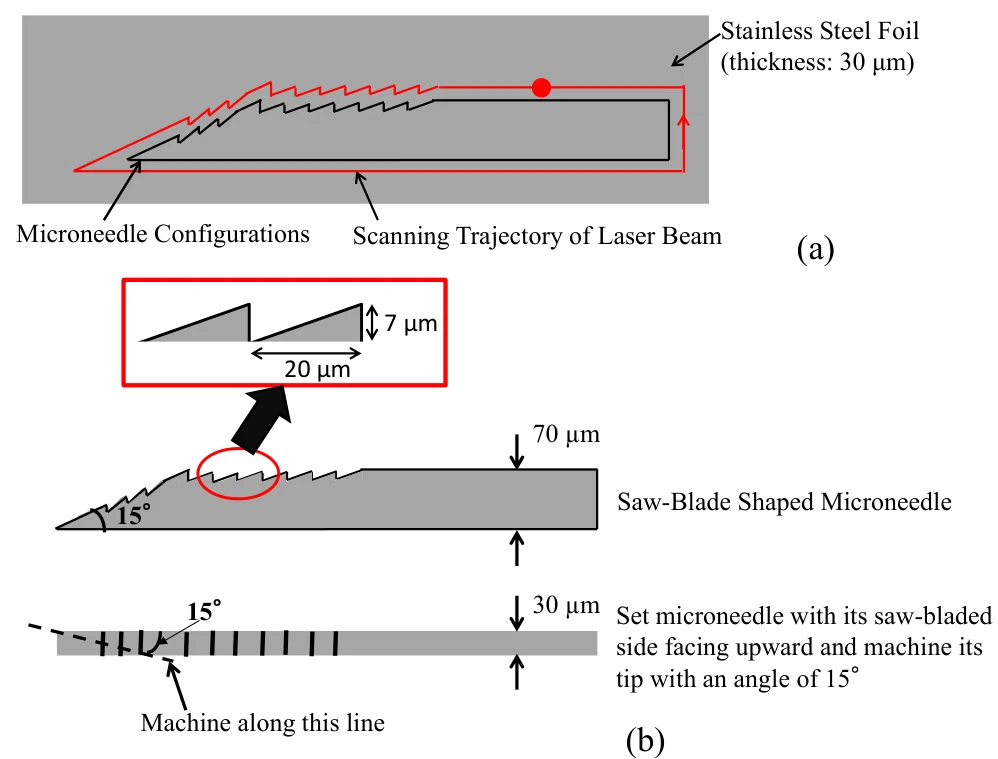 Stainless Steel Foil
(thickness: 30 μm)
Microneedle Configurations
Scanning Trajectory of Laser Beam
(a)
7 μm
20 μm
70 μm
15°
Saw-Blade Shaped Microneedle
15°
30 μm
Set microneedle with its saw-bladed
side facing upward and machine its
tip with an angle of 15°
Machine along this line
(b)